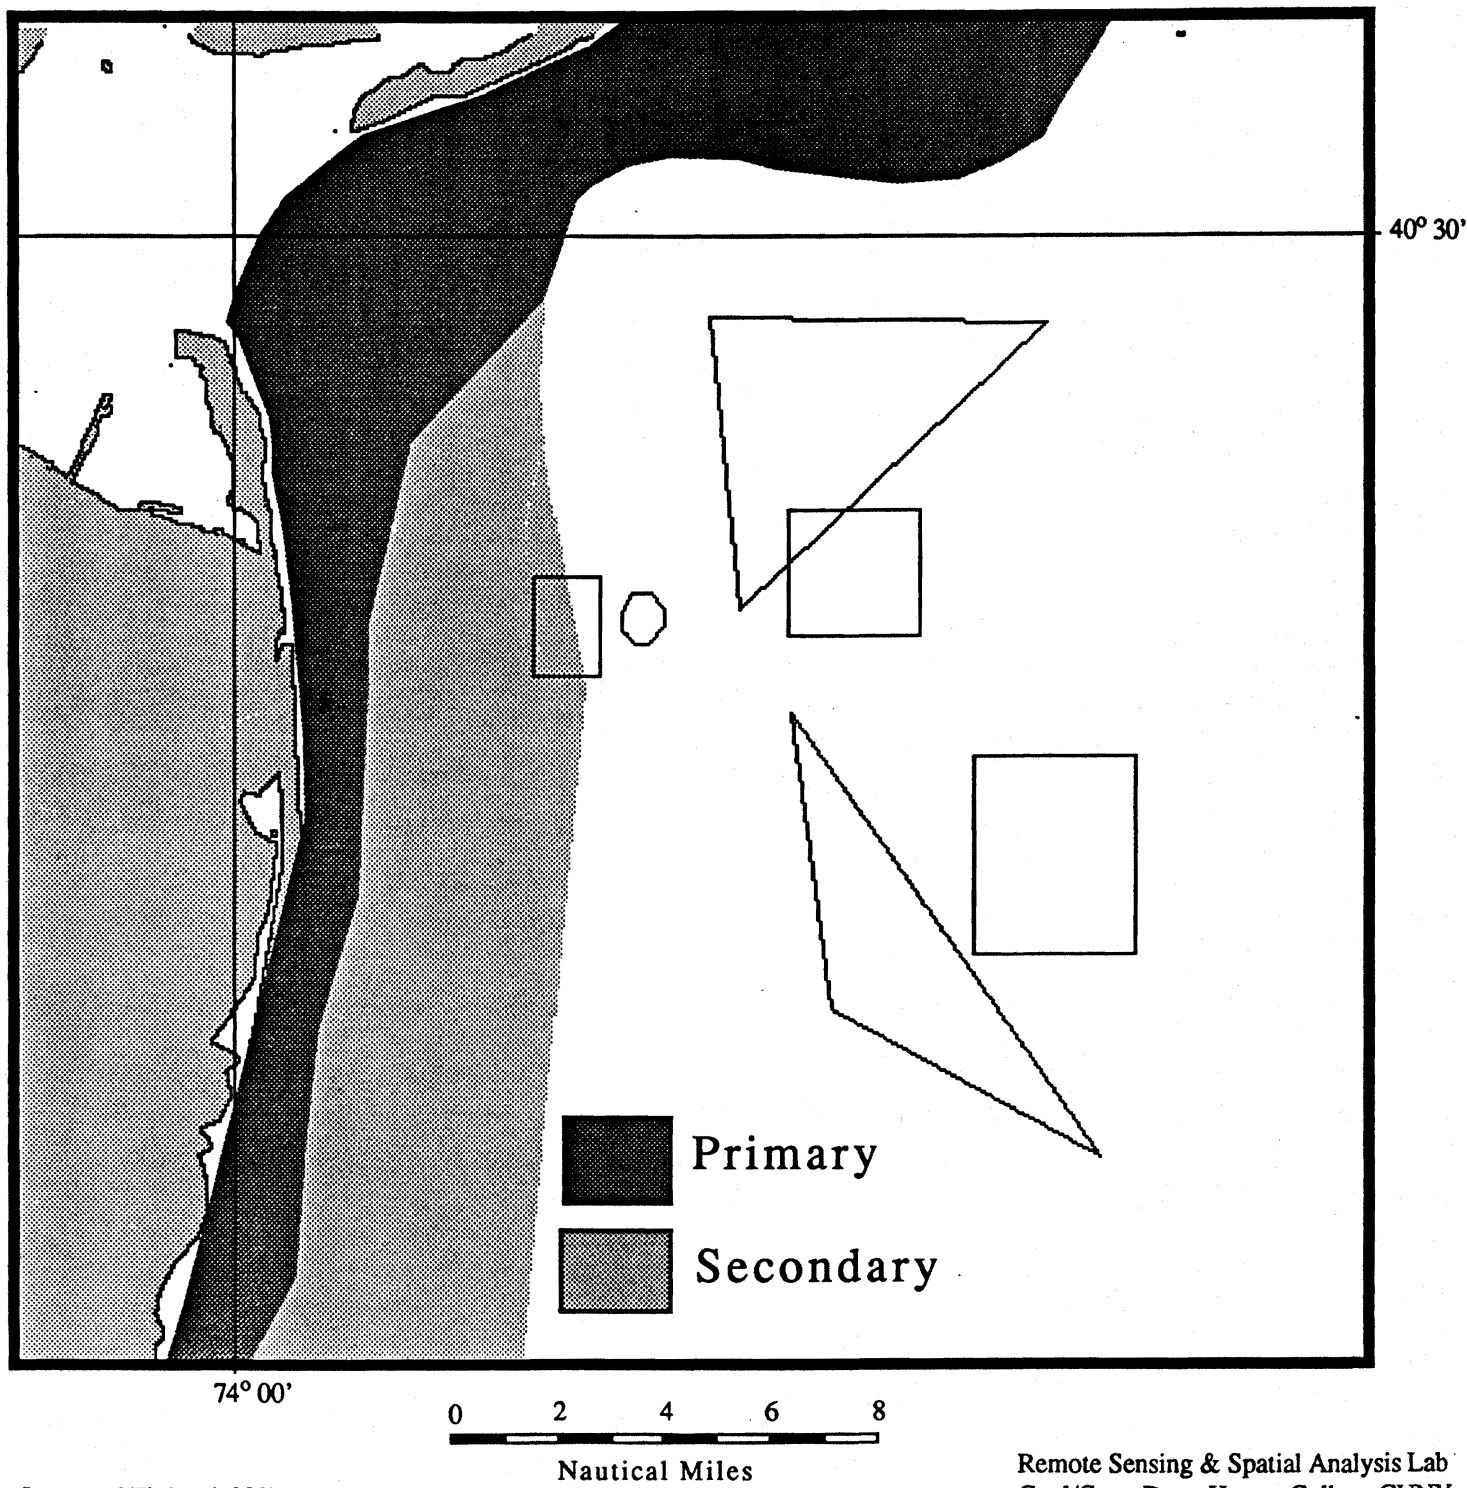 40° 30'
Primary
Secondary
74° 00'
0 2 4 6 8
Nautical Miles
Remote Sensing & Spatial Analysis Lab